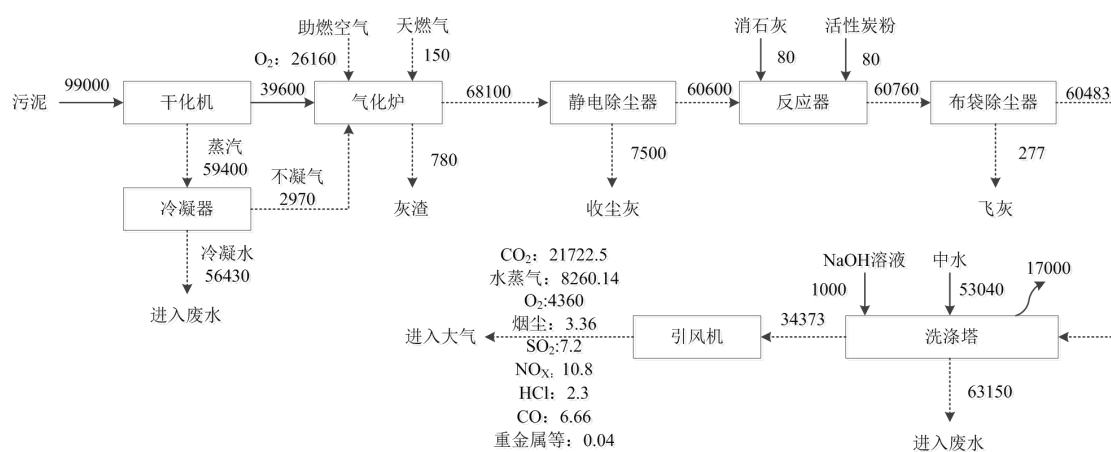 助燃空气
O₂：26160
天燃气
150
消石灰
80
活性炭粉
80
污泥
99000
干化机
39600
气化炉
68100
静电除尘器
60600
反应器
60760
布袋除尘器
60483
蒸汽
59400
不凝气
2970
780
灰渣
7500
收尘灰
277
飞灰
冷凝器
冷凝水
56430
进入废水
CO₂：21722.5
水蒸气：8260.14
O₂:4360
烟尘：3.36
SO₂:7.2
NOX：10.8
HCl：2.3
CO：6.66
重金属等：0.04
进入大气
引风机
34373
NaOH溶液
1000
中水
53040
17000
洗涤塔
63150
进入废水